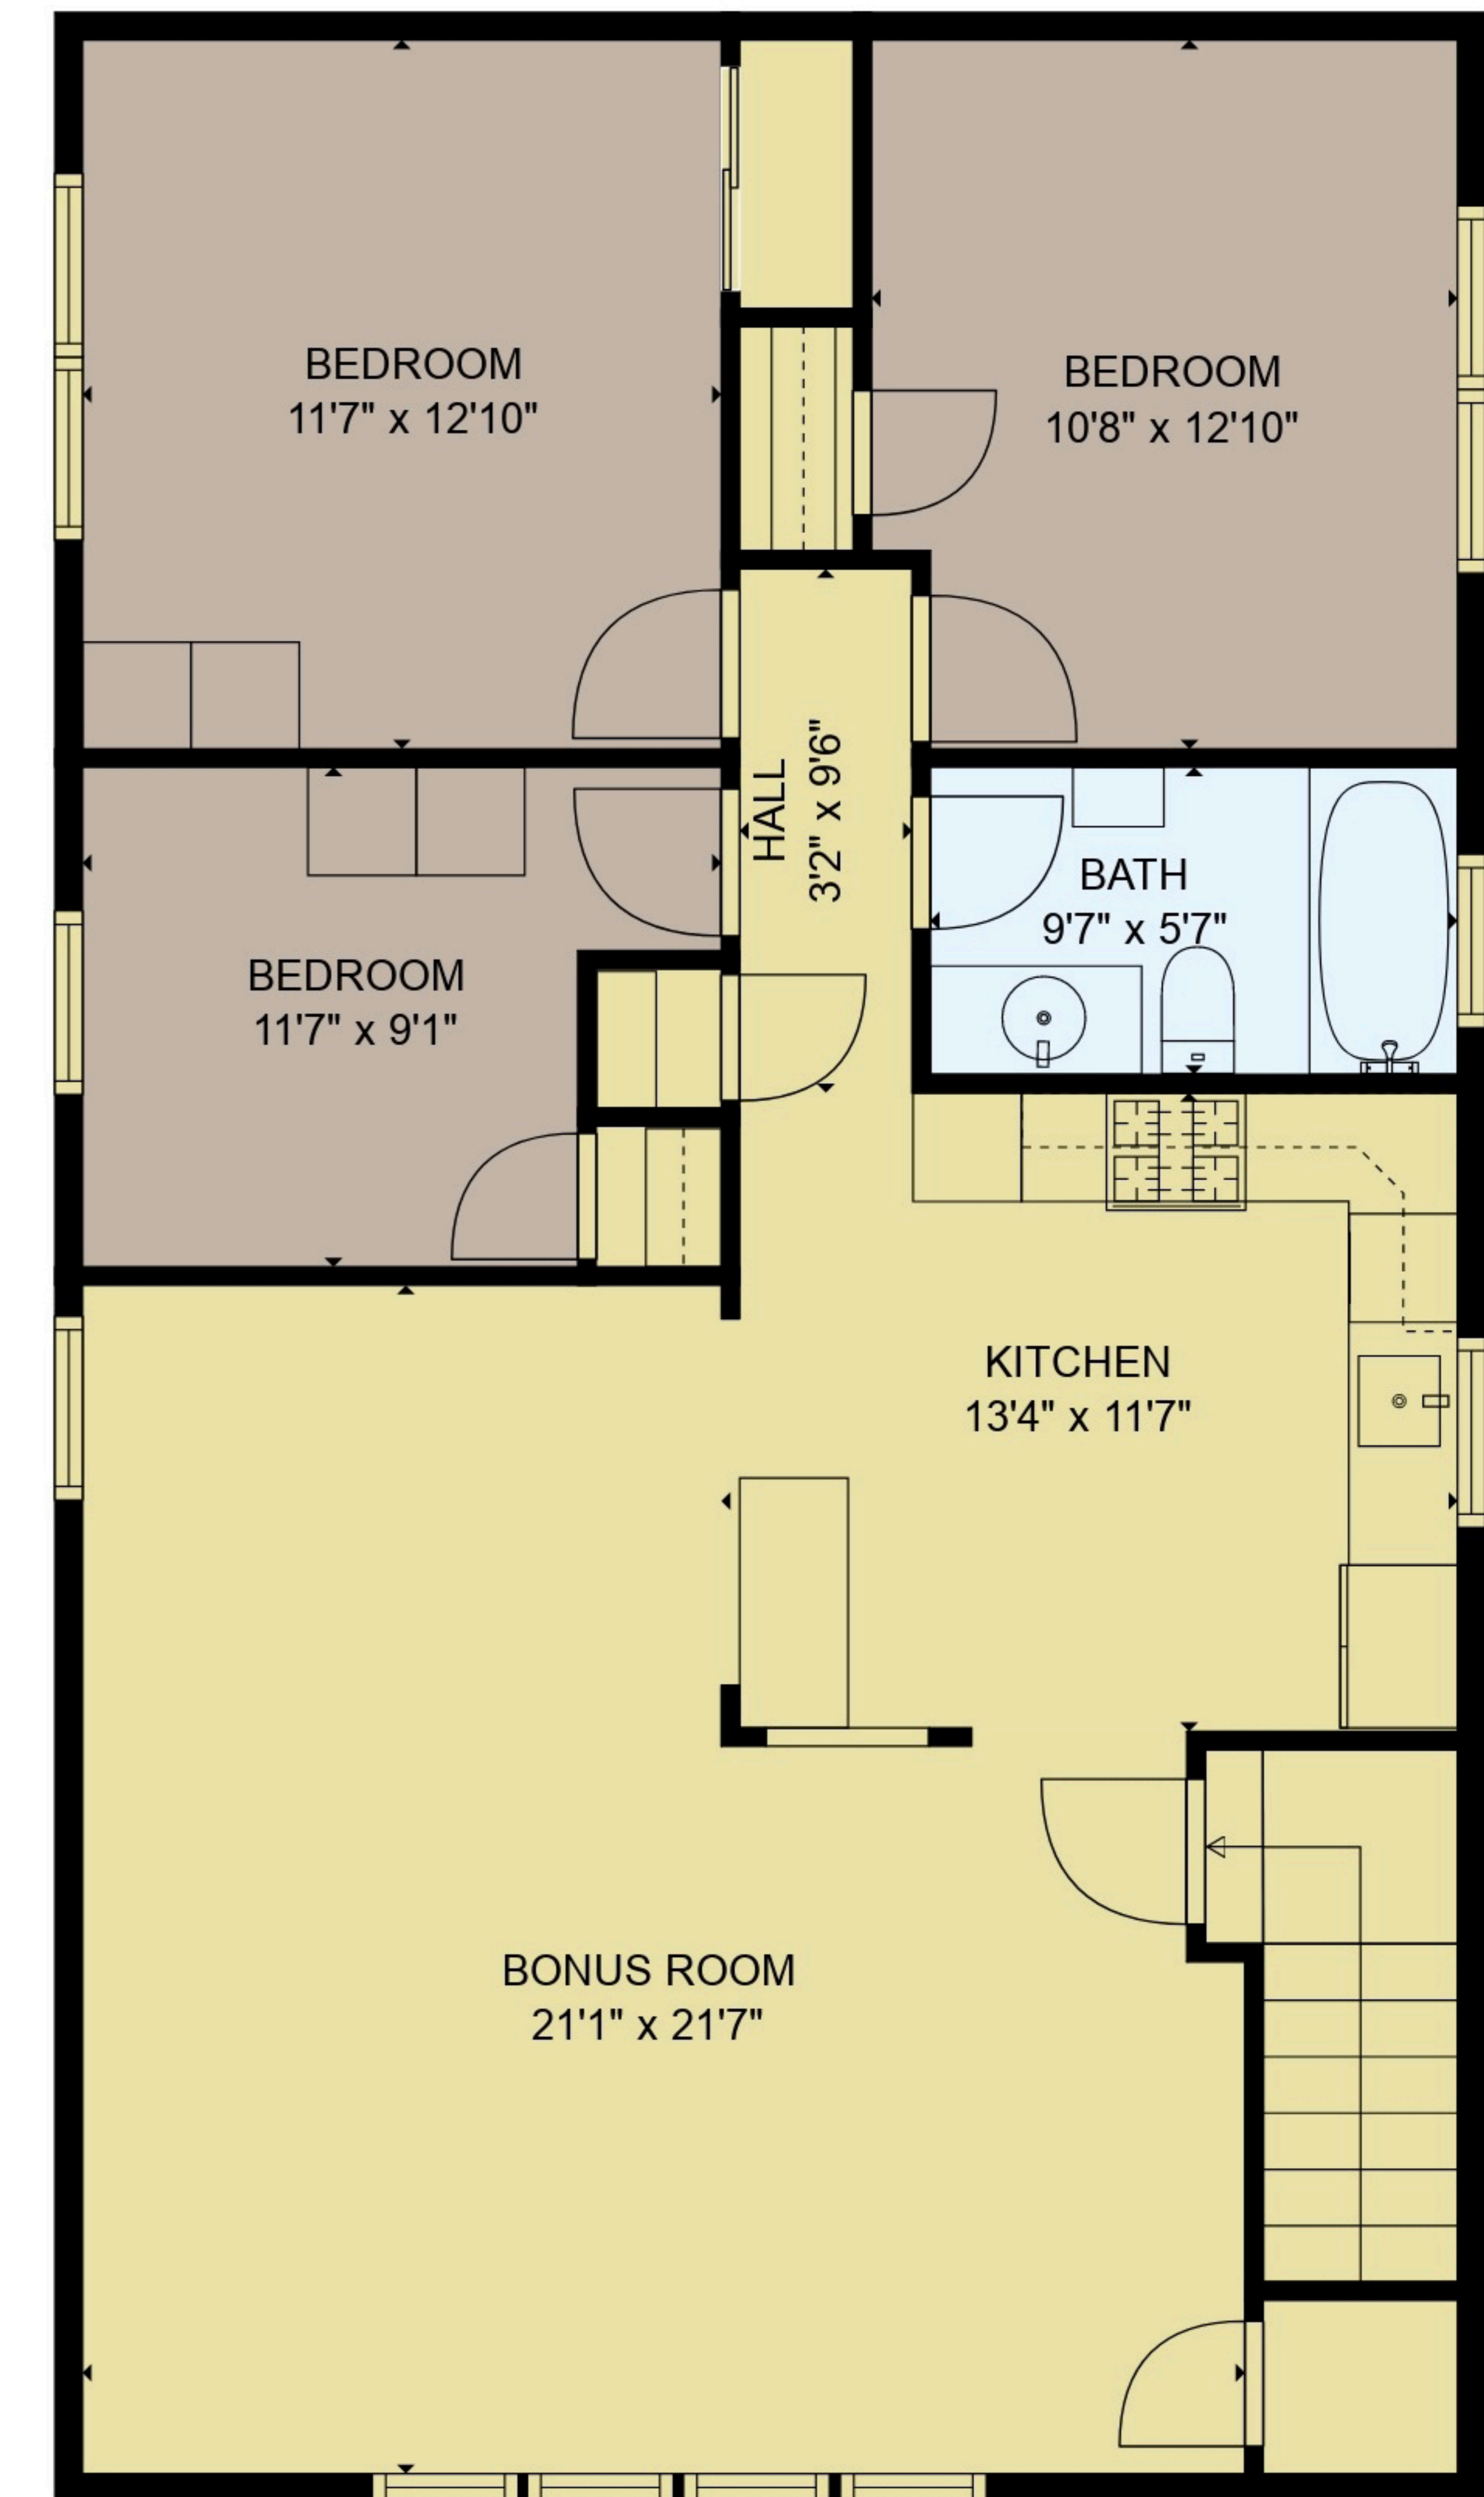 BEDROOM
11'7" x 12'10"
BEDROOM
10'8" x 12'10"
HALL
3'2" x 9'6"
BATH
9'7" x 5'7"
BEDROOM
11'7" x 9'1"
KITCHEN
13'4" x 11'7"
BONUS ROOM
21'1" x 21'7"